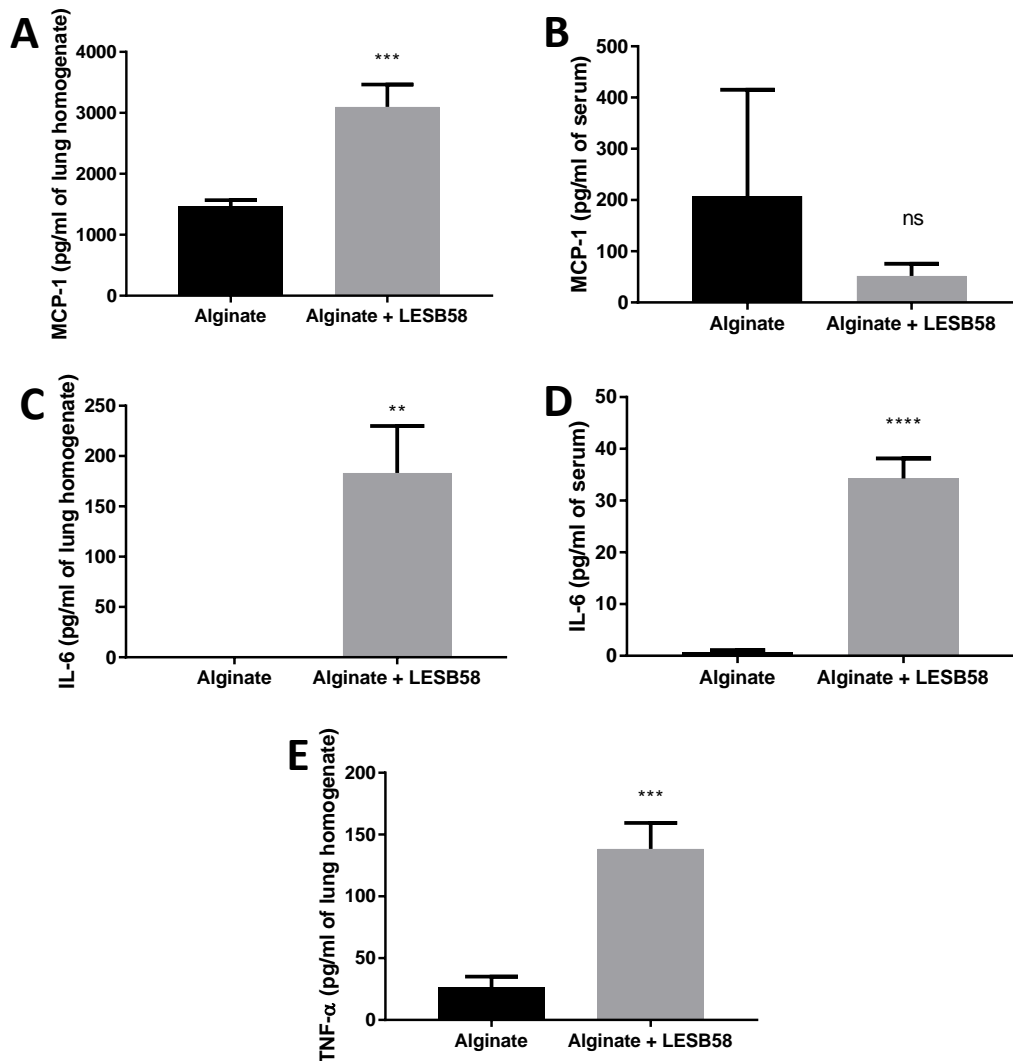 A
MCP-1 (pg/ml of lung homogenate)
4000
3000
2000
1000
0
***
Alginate
Alginate + LESB58
B
MCP-1 (pg/ml of serum)
500
400
300
200
100
0
ns
Alginate
Alginate + LESB58
C
IL-6 (pg/ml of lung homogenate)
250
200
150
100
50
0
**
Alginate
Alginate + LESB58
D
IL-6 (pg/ml of serum)
50
40
30
20
10
0
****
Alginate
Alginate + LESB58
E
TNF-α (pg/ml of lung homogenate)
200
150
100
50
0
***
Alginate
Alginate + LESB58